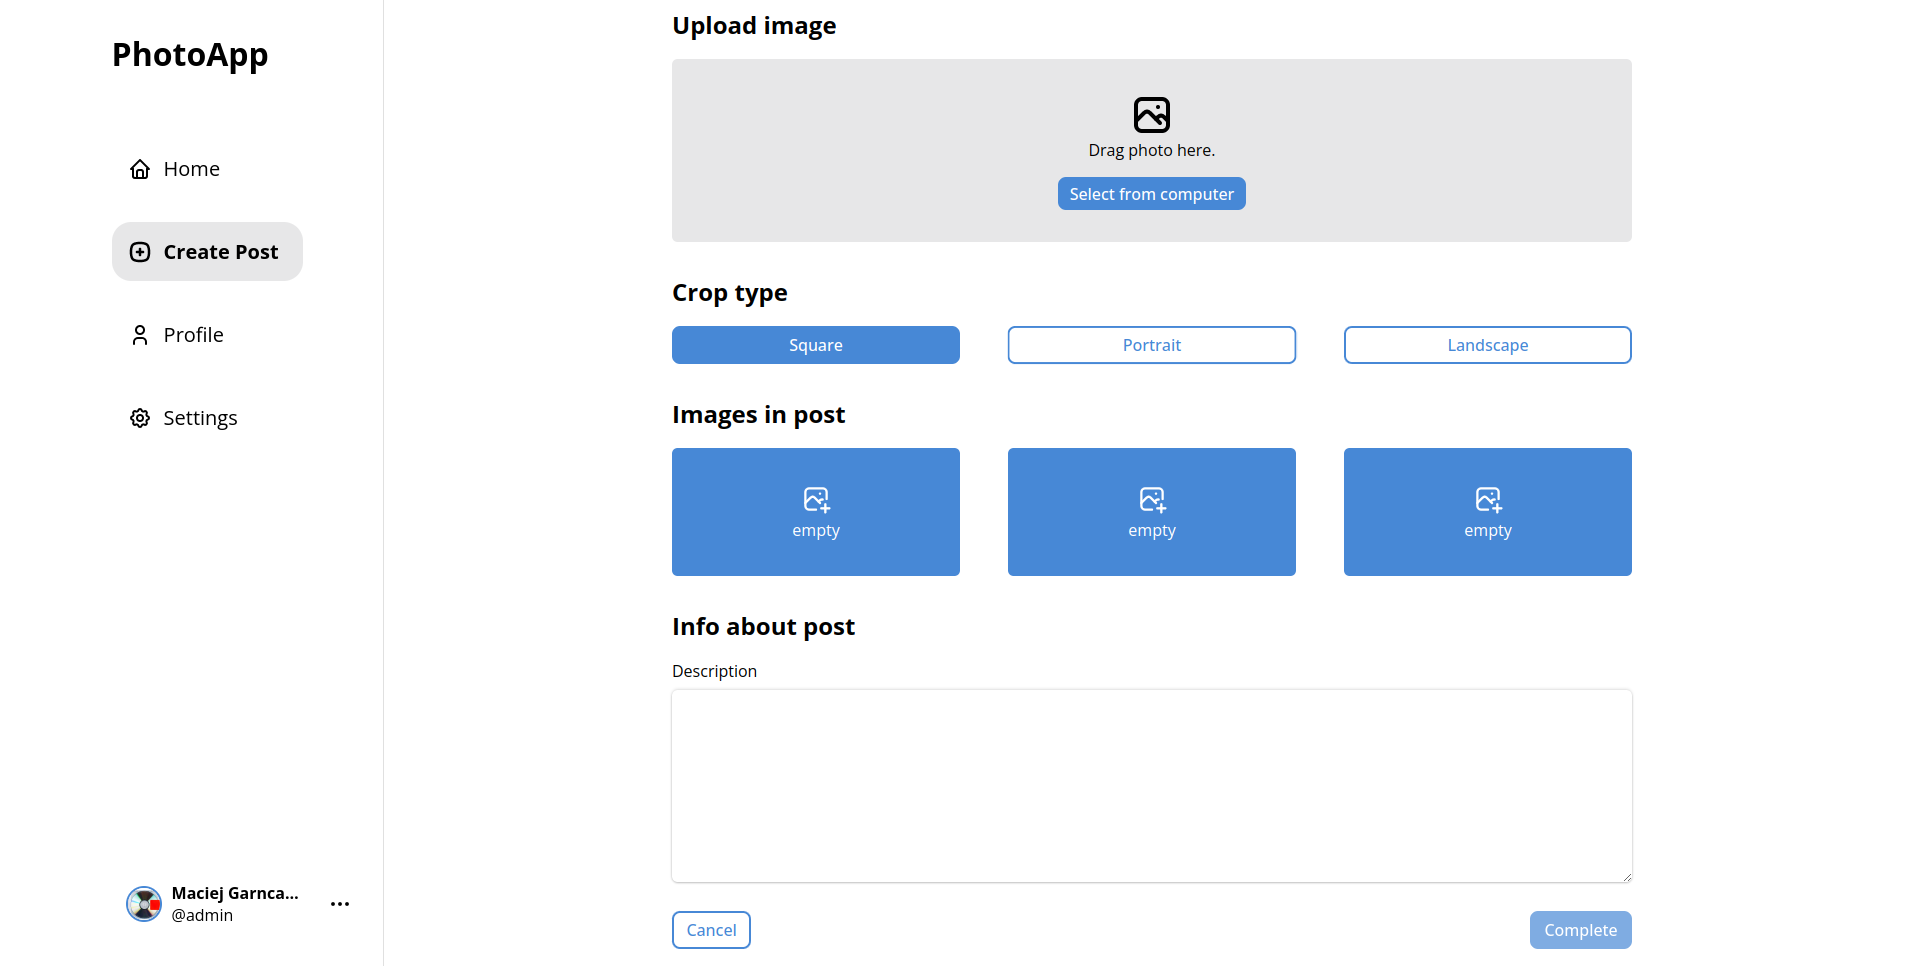 PhotoApp
Home
Create Post
Profile
Settings
Maciej Garnca...
@admin
Upload image
Drag photo here.
Select from computer
Crop type
Square
Portrait
Landscape
Images in post
empty
empty
empty
Info about post
Description
Cancel
Complete